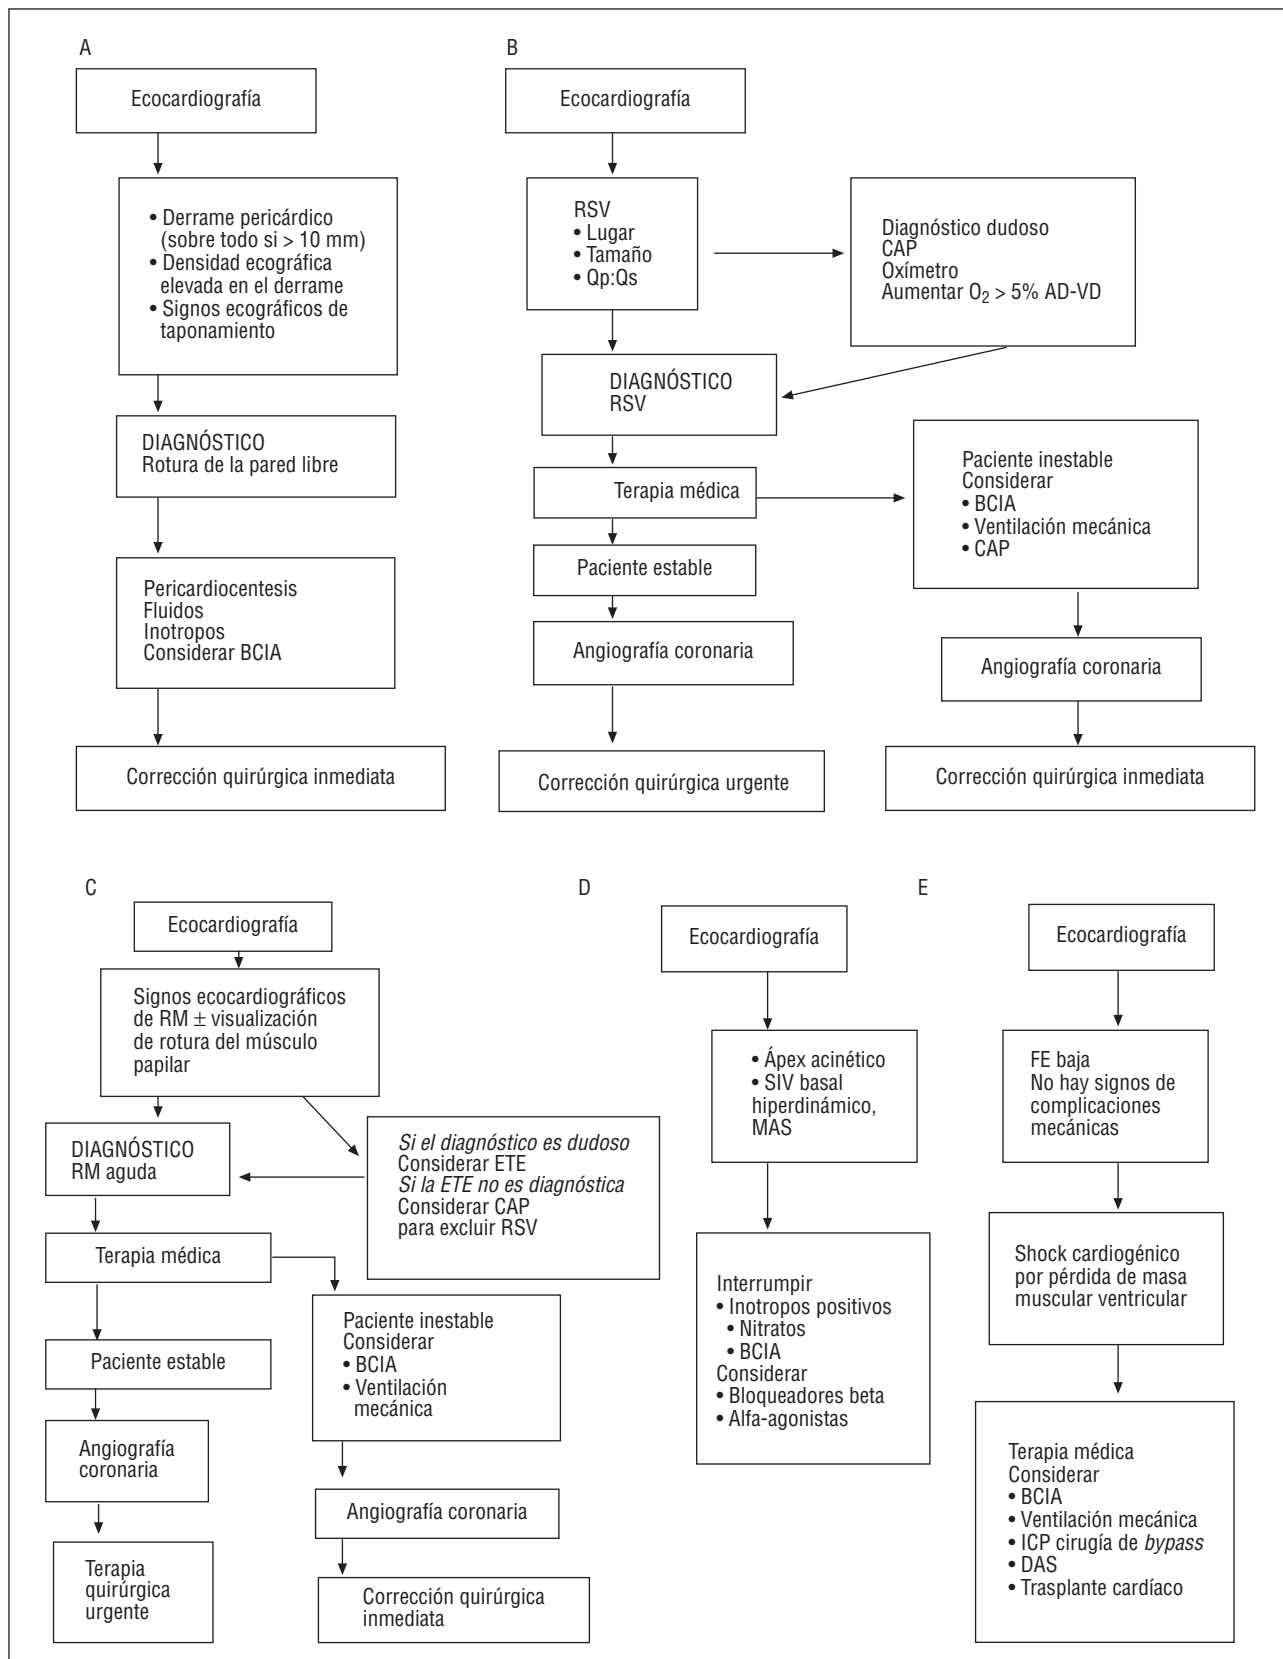 A
Ecocardiografía
• Derrame pericárdico
(sobre todo si > 10 mm)
• Densidad ecográfica
elevada en el derrame
• Signos ecográficos de
taponamiento
DIAGNÓSTICO
Rotura de la pared libre
Pericardiocentesis
Fluidos
Inotropos
Considerar BCIA
Corrección quirúrgica inmediata
B
Ecocardiografía
RSV
• Lugar
• Tamaño
• Qp:Qs
Diagnóstico dudoso
CAP
Oxímetro
Aumentar O₂ > 5% AD-VD
DIAGNÓSTICO
RSV
Terapia médica
Paciente estable
Angiografía coronaria
Corrección quirúrgica urgente
Paciente inestable
Considerar
• BCIA
• Ventilación mecánica
• CAP
Angiografía coronaria
Corrección quirúrgica inmediata
C
Ecocardiografía
Signos ecocardiográficos
de RM ± visualización
de rotura del músculo
papilar
DIAGNÓSTICO
RM aguda
Si el diagnóstico es dudoso
Considerar ETE
Si la ETE no es diagnóstica
Considerar CAP
para excluir RSV
Terapia médica
Paciente estable
Angiografía
coronaria
Terapia
quirúrgica
urgente
Paciente inestable
Considerar
• BCIA
• Ventilación
mecánica
Angiografía coronaria
Corrección quirúrgica
inmediata
D
Ecocardiografía
• Ápex acinético
• SIV basal
hiperdinámico,
MAS
Interrumpir
• Inotropos positivos
• Nitratos
• BCIA
Considerar
• Bloqueadores beta
• Alfa-agonistas
E
Ecocardiografía
FE baja
No hay signos de
complicaciones
mecánicas
Shock cardiogénico
por pérdida de masa
muscular ventricular
Terapia médica
Considerar
• BCIA
• Ventilación mecánica
• ICP cirugía de bypass
• DAS
• Trasplante cardíaco